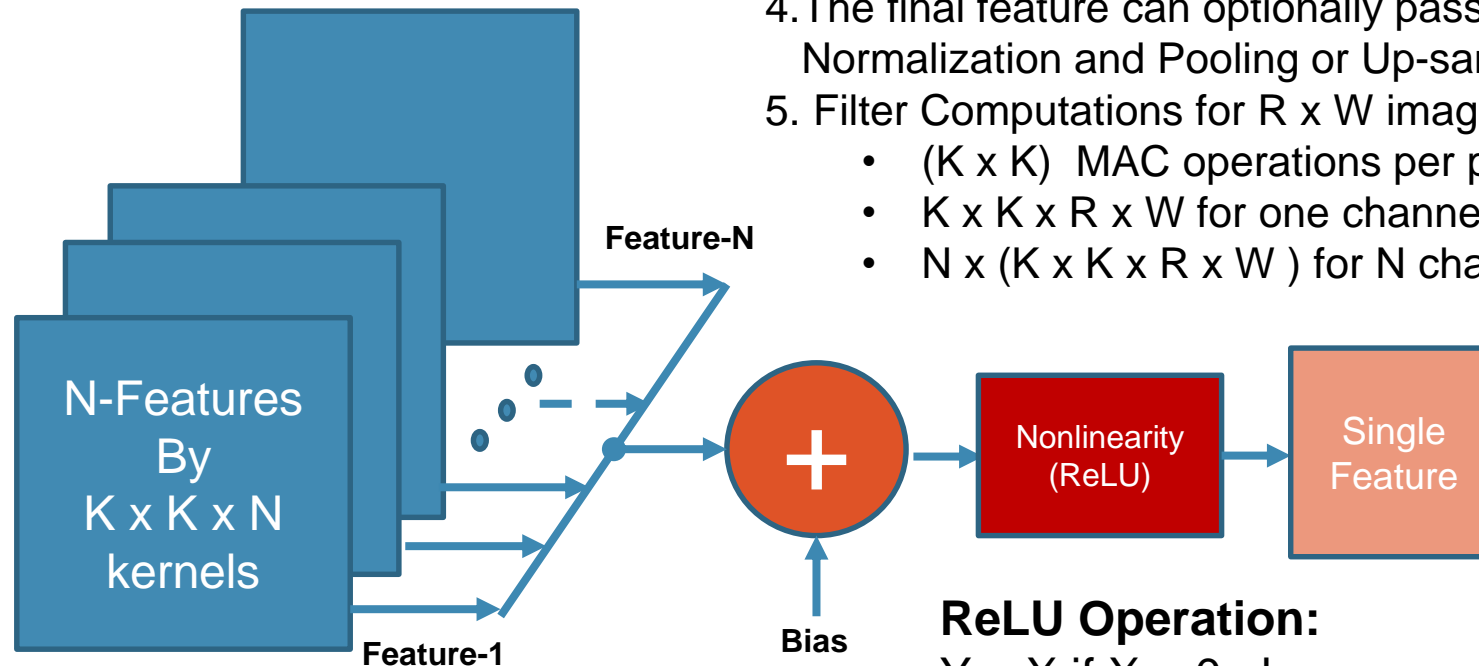 4.The final feature can optionally pass
Normalization and Pooling or Up-sa
5. Filter Computations for R x W imag
• (K x K) MAC operations per p
• K x K x R x W for one channe
• N x (K x K x R x W ) for N cha
Feature-N
N-Features
By
K x K x N
kernels
+
Nonlinearity
(ReLU)
Single
Feature
Feature-1
Bias
ReLU Operation: